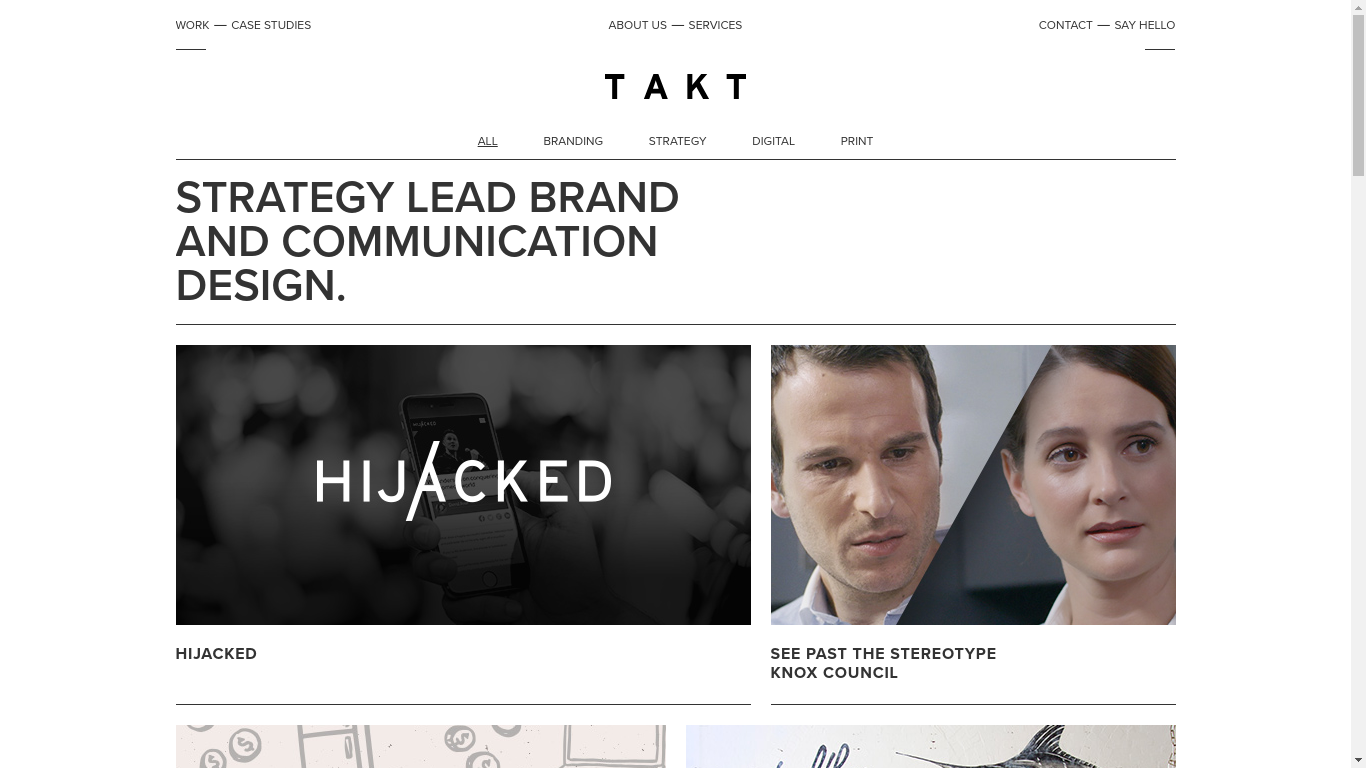 WORK — CASE STUDIES
ABOUT US — SERVICES
CONTACT — SAY HELLO
TAKT
ALL
BRANDING
STRATEGY
DIGITAL
PRINT
STRATEGY LEAD BRAND
AND COMMUNICATION
DESIGN.
HIJACKED
HIJACKED
SEE PAST THE STEREOTYPE
KNOX COUNCIL